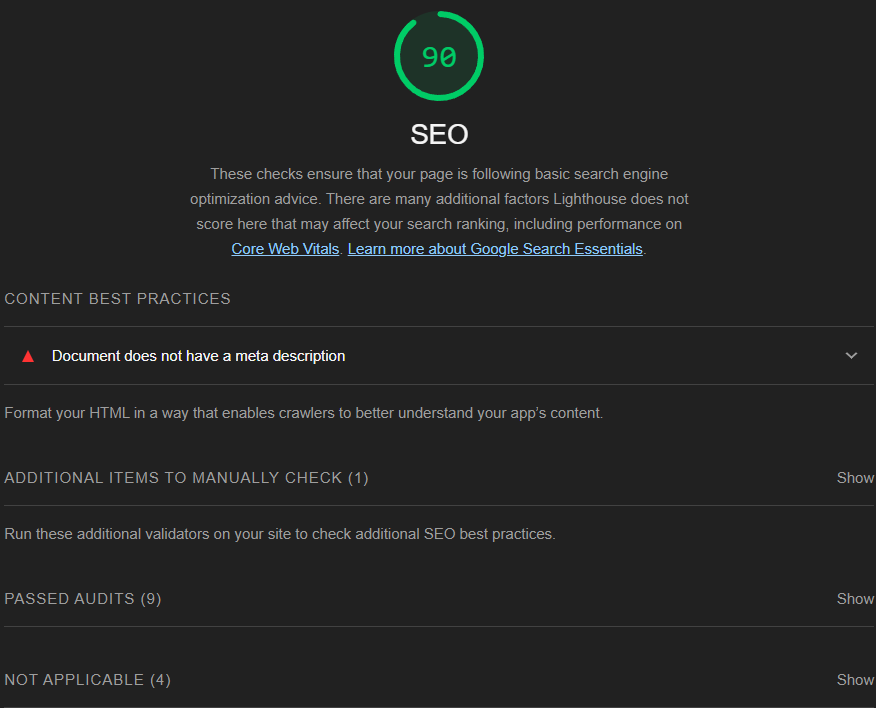 90
SEO
These checks ensure that your page is following basic search engine
optimization advice. There are many additional factors Lighthouse does not
score here that may affect your search ranking, including performance on
Core Web Vitals. Learn more about Google Search Essentials.
CONTENT BEST PRACTICES
Document does not have a meta description
Format your HTML in a way that enables crawlers to better understand your app’s content.
ADDITIONAL ITEMS TO MANUALLY CHECK (1) Show
Run these additional validators on your site to check additional SEO best practices.
PASSED AUDITS (9) Show
NOT APPLICABLE (4) Show